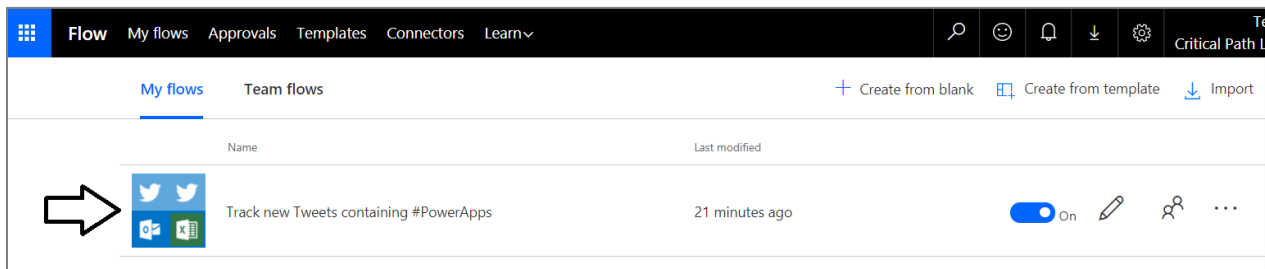 Flow My flows Approvals Templates Connectors Learn
Te
Critical Path L
My flows Team flows + Create from blank Create from template Import
Name Last modified
Track new Tweets containing #PowerApps 21 minutes ago On ...